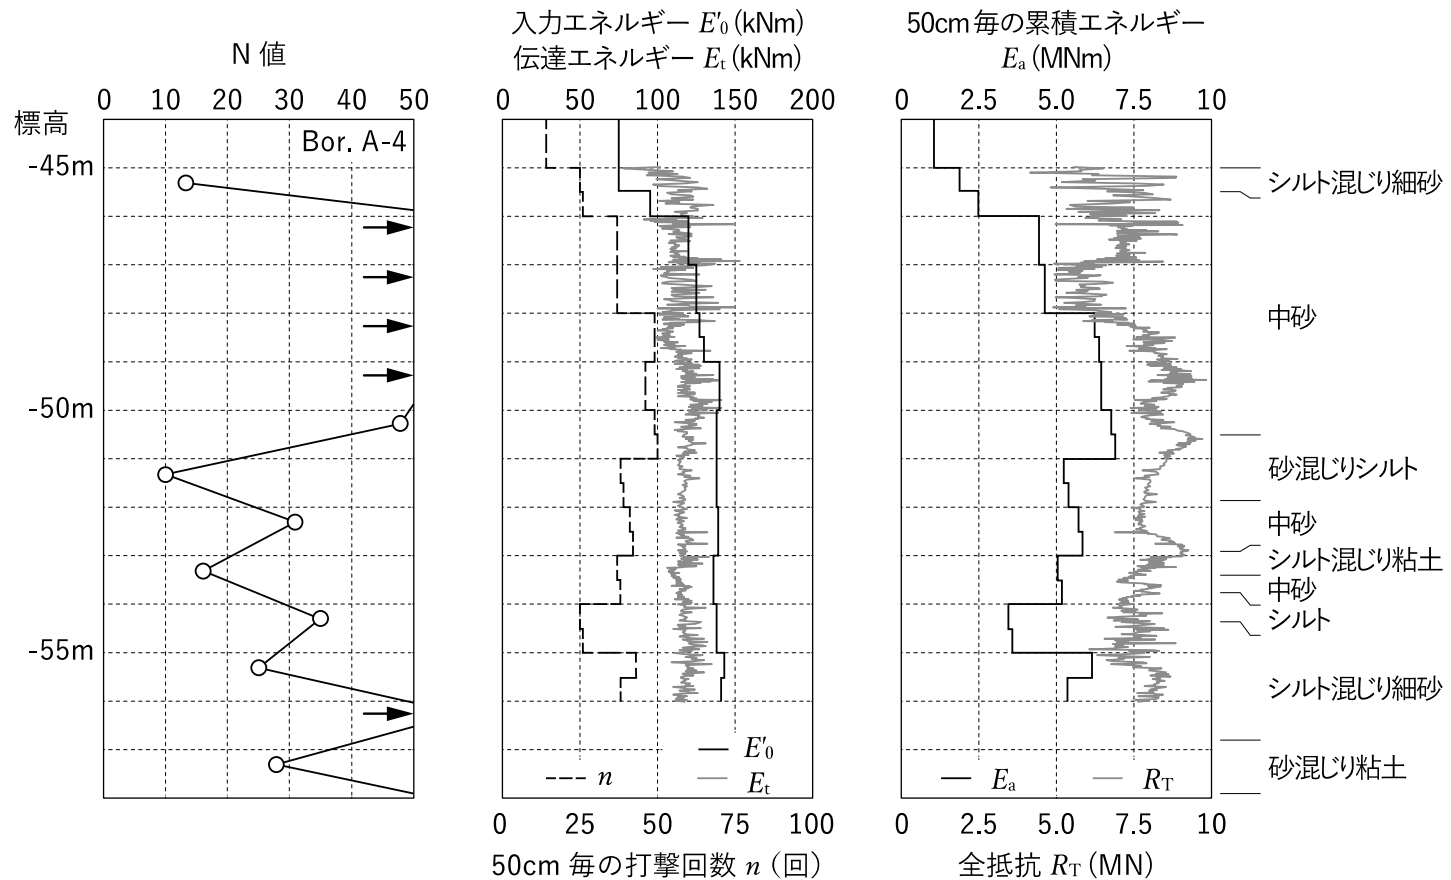 N 値
0 10 20 30 40 50
標高
Bor. A-4
-45m
-50m
-55m
入力エネルギー E′0 (kNm)
伝達エネルギー Et (kNm)
0 50 100 150 200
E′0
n
Et
0 25 50 75 100
50cm 毎の打撃回数 n (回)
50cm 毎の累積エネルギー
Ea (MNm)
0 2.5 5.0 7.5 10
Ea
RT
0 2.5 5.0 7.5 10
全抵抗 RT (MN)
シルト混じり細砂
中砂
砂混じりシルト
中砂
シルト混じり粘土
中砂
シルト
シルト混じり細砂
砂混じり粘土